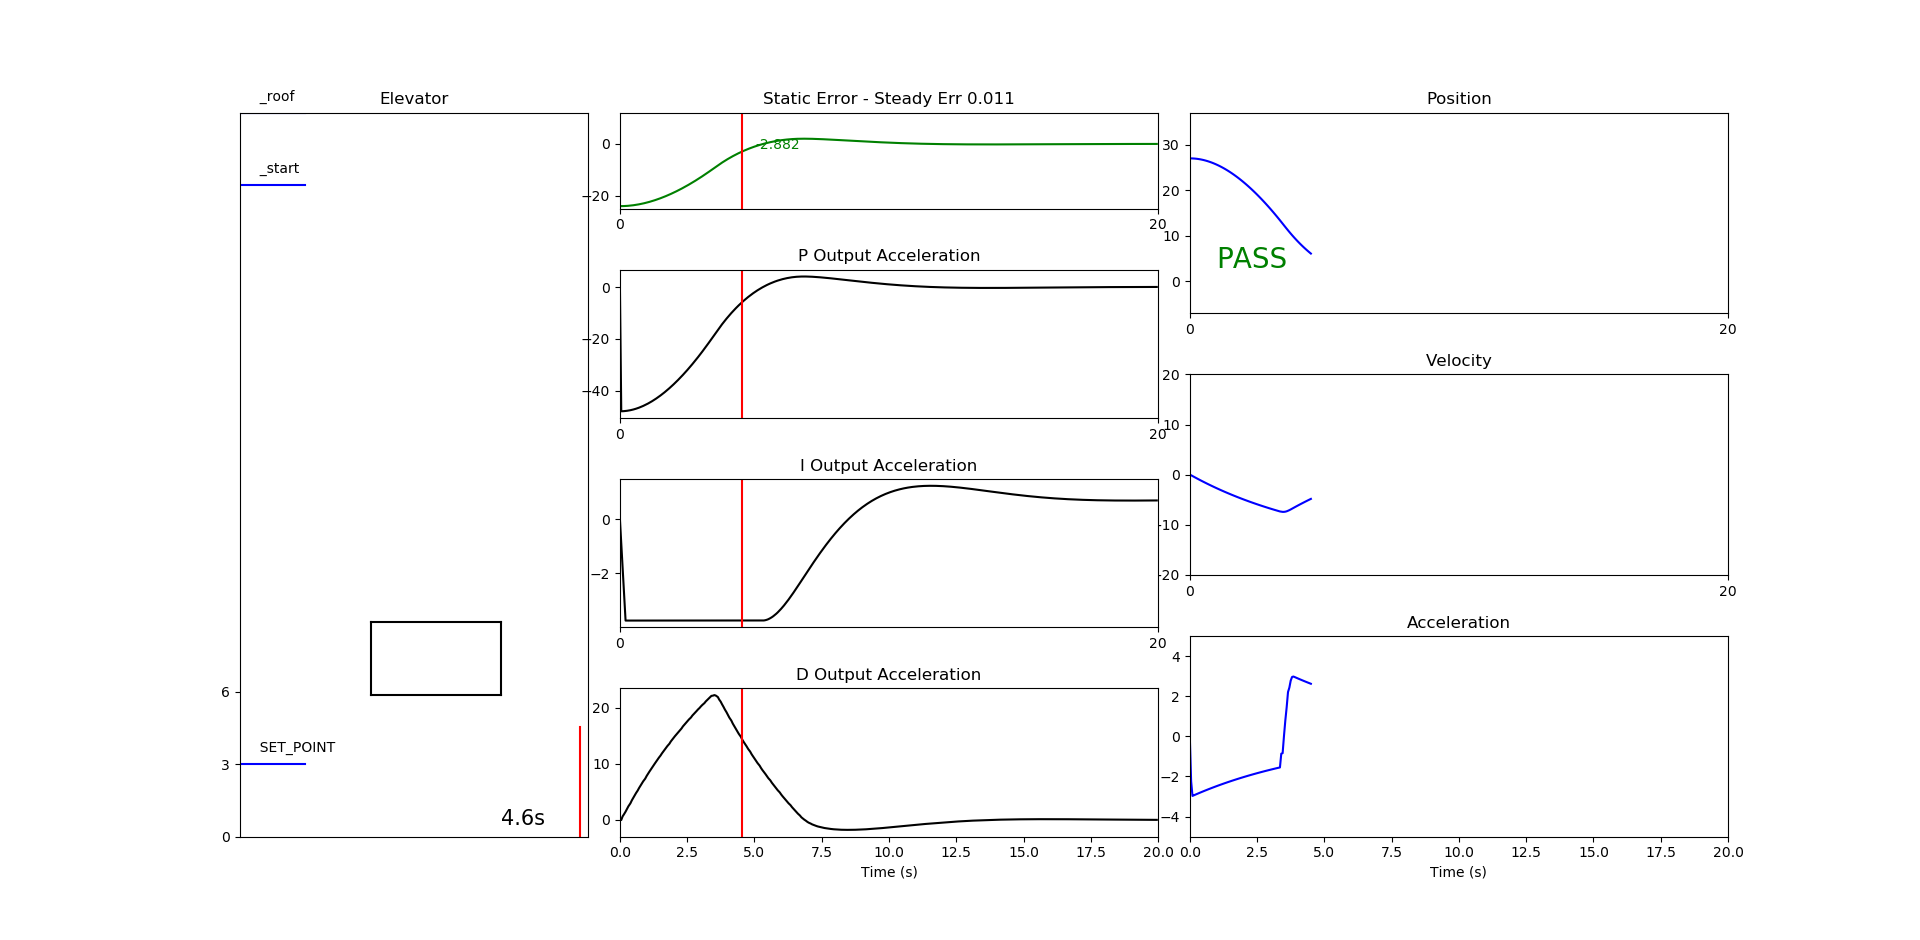 _roof
Elevator
_start
6
SET_POINT
3
4.6s
0
Static Error - Steady Err 0.011
0
-2.882
−20
0
20
P Output Acceleration
0
−20
−40
0
20
I Output Acceleration
0
−2
0
20
D Output Acceleration
20
10
0
0.0 2.5 5.0 7.5 10.0 12.5 15.0 17.5 20.0
Time (s)
Position
30
20
10
PASS
0
0
20
Velocity
20
10
0
−10
−20
0
20
Acceleration
4
2
0
−2
−4
0.0 2.5 5.0 7.5 10.0 12.5 15.0 17.5 20.0
Time (s)